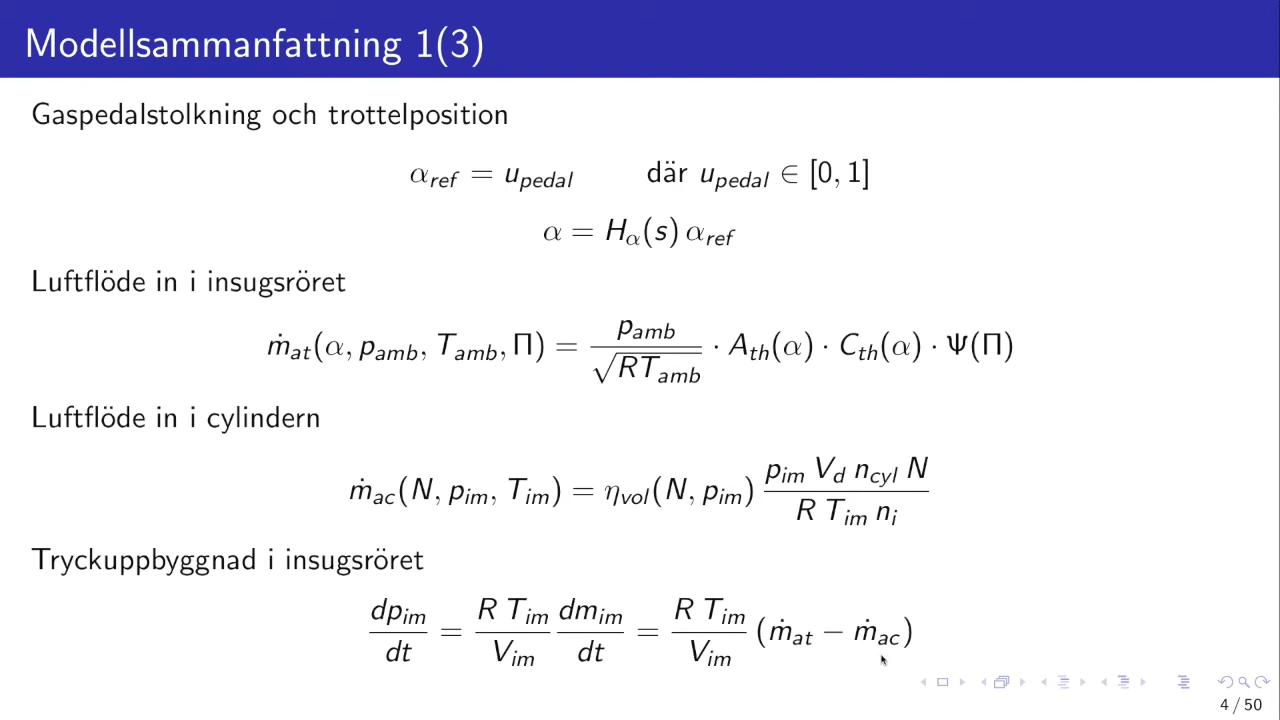 Modellsammanfattning 1(3)
Gaspedalstolkning och trottelposition
α_ref = u_pedal där u_pedal ∈ [0, 1]
α = H_α(s) α_ref
Luftflöde in i insugsröret
ṁ_at(α, p_amb, T_amb, Π) = p_amb / √(R T_amb) · A_th(α) · C_th(α) · Ψ(Π)
Luftflöde in i cylindern
ṁ_ac(N, p_im, T_im) = η_vol(N, p_im) (p_im V_d n_cyl N) / (R T_im n_i)
Tryckuppbyggnad i insugsröret
dp_im/dt = (R T_im / V_im) (dm_im/dt) = (R T_im / V_im) (ṁ_at − ṁ_ac)
4 / 50